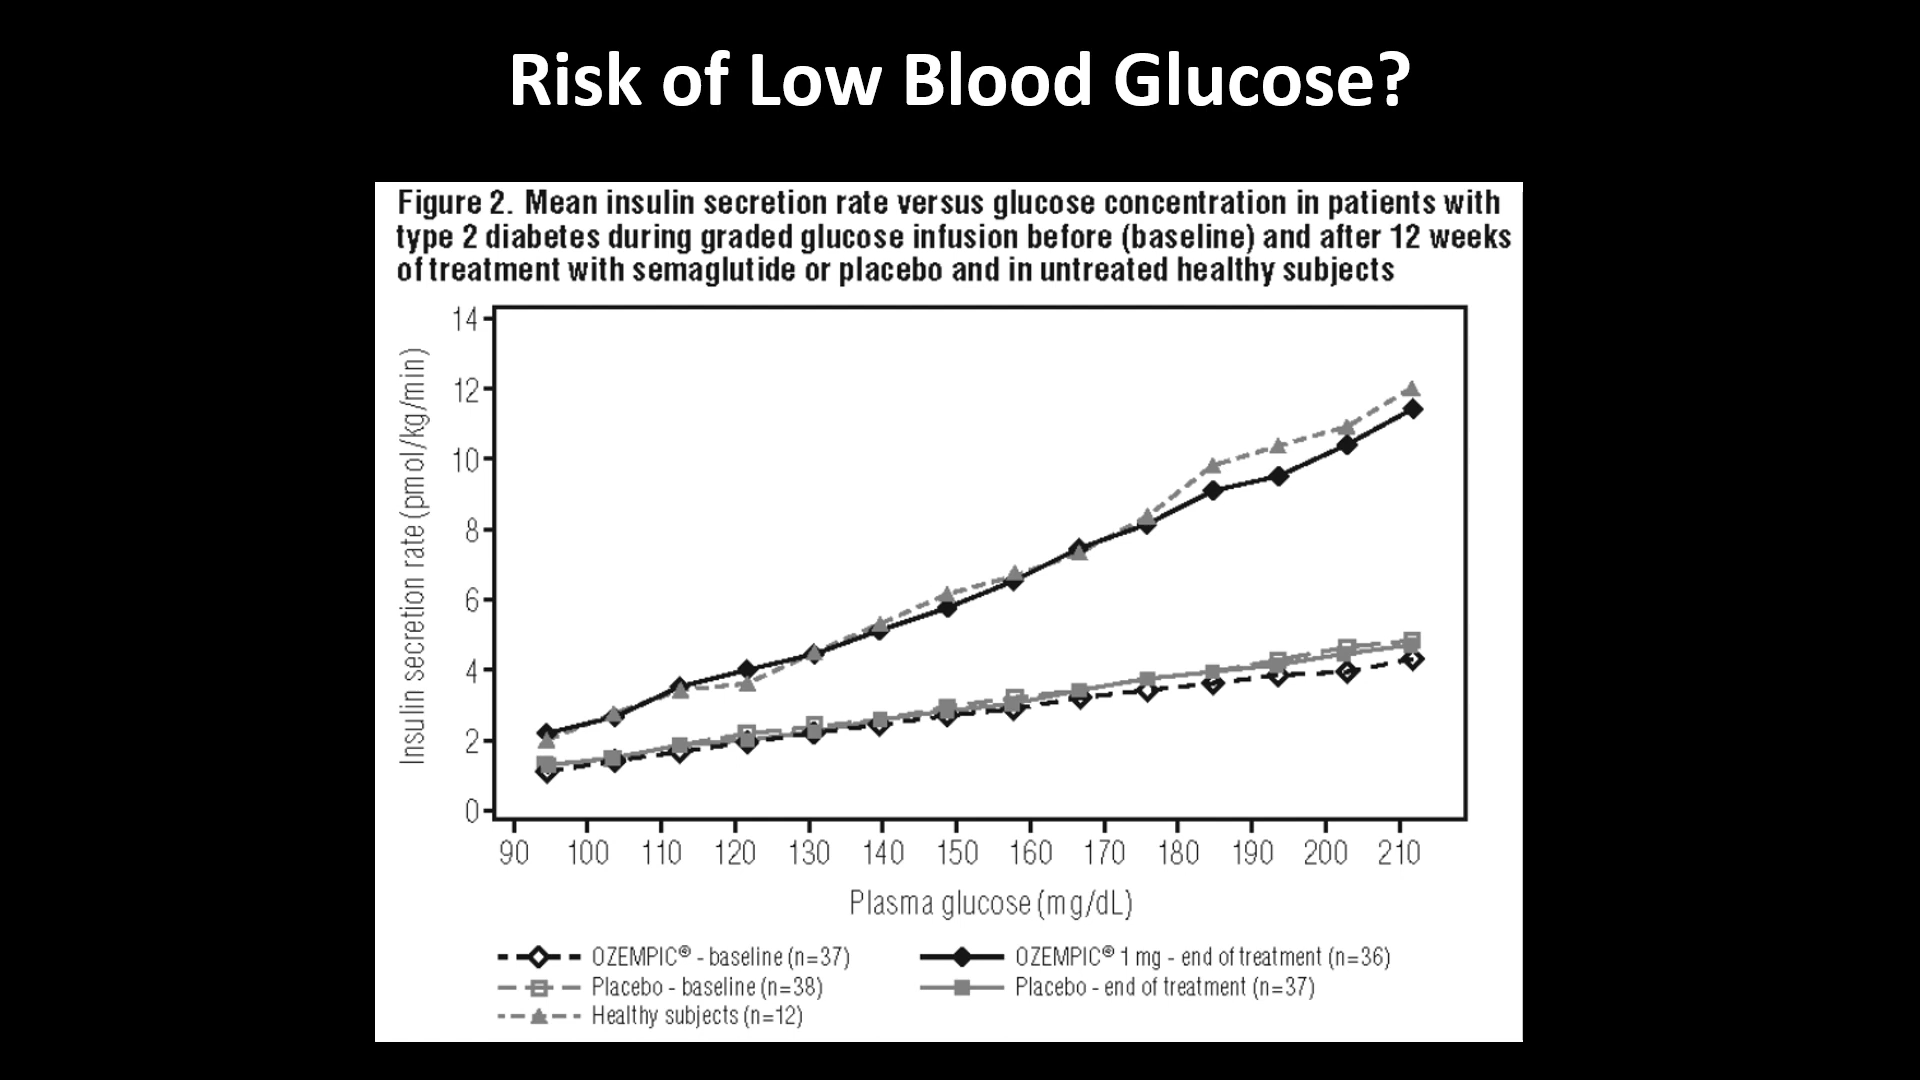 Risk of Low Blood Glucose?
Figure 2. Mean insulin secretion rate versus glucose concentration in patients with
type 2 diabetes during graded glucose infusion before (baseline) and after 12 weeks
of treatment with semaglutide or placebo and in untreated healthy subjects
Insulin secretion rate (pmol/kg/min)
14
12
10
8
6
4
2
0
90 100 110 120 130 140 150 160 170 180 190 200 210
Plasma glucose (mg/dL)
OZEMPIC® - baseline (n=37) OZEMPIC® 1 mg - end of treatment (n=36)
Placebo - baseline (n=38) Placebo - end of treatment (n=37)
Healthy subjects (n=12)